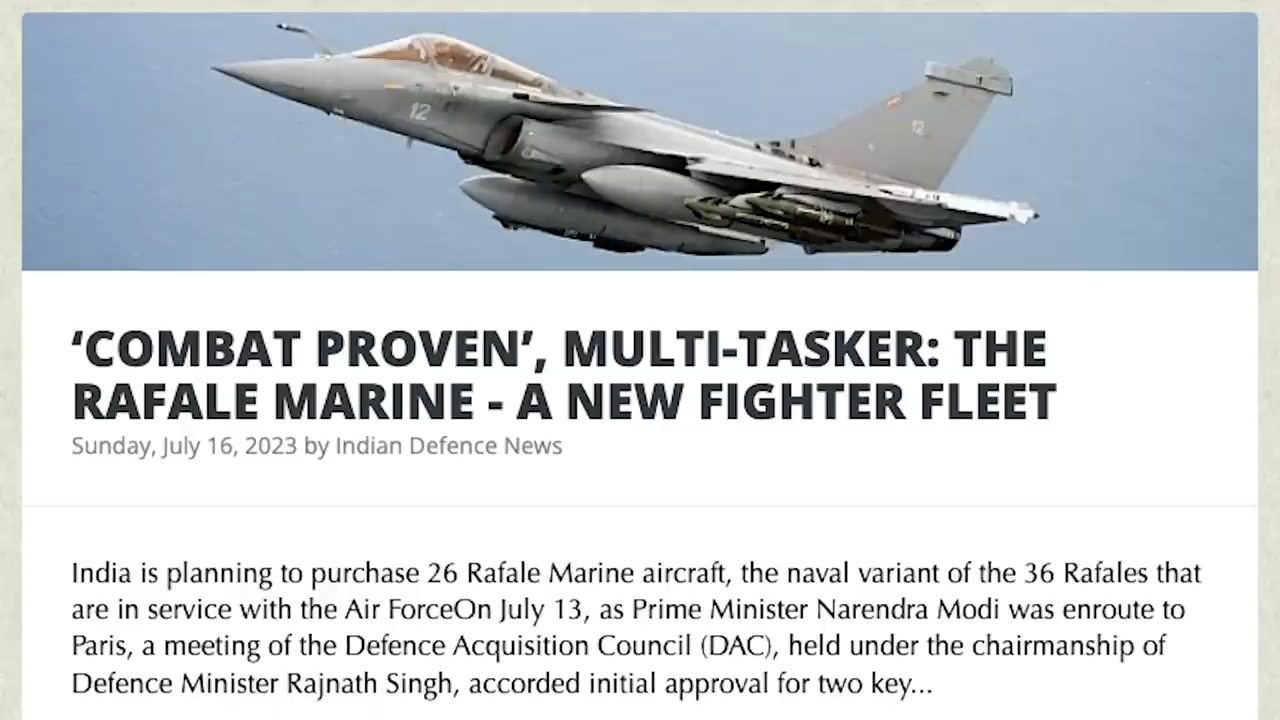 12
12
‘COMBAT PROVEN’, MULTI-TASKER: THE
RAFALE MARINE - A NEW FIGHTER FLEET
Sunday, July 16, 2023 by Indian Defence News
India is planning to purchase 26 Rafale Marine aircraft, the naval variant of the 36 Rafales that
are in service with the Air ForceOn July 13, as Prime Minister Narendra Modi was enroute to
Paris, a meeting of the Defence Acquisition Council (DAC), held under the chairmanship of
Defence Minister Rajnath Singh, accorded initial approval for two key...